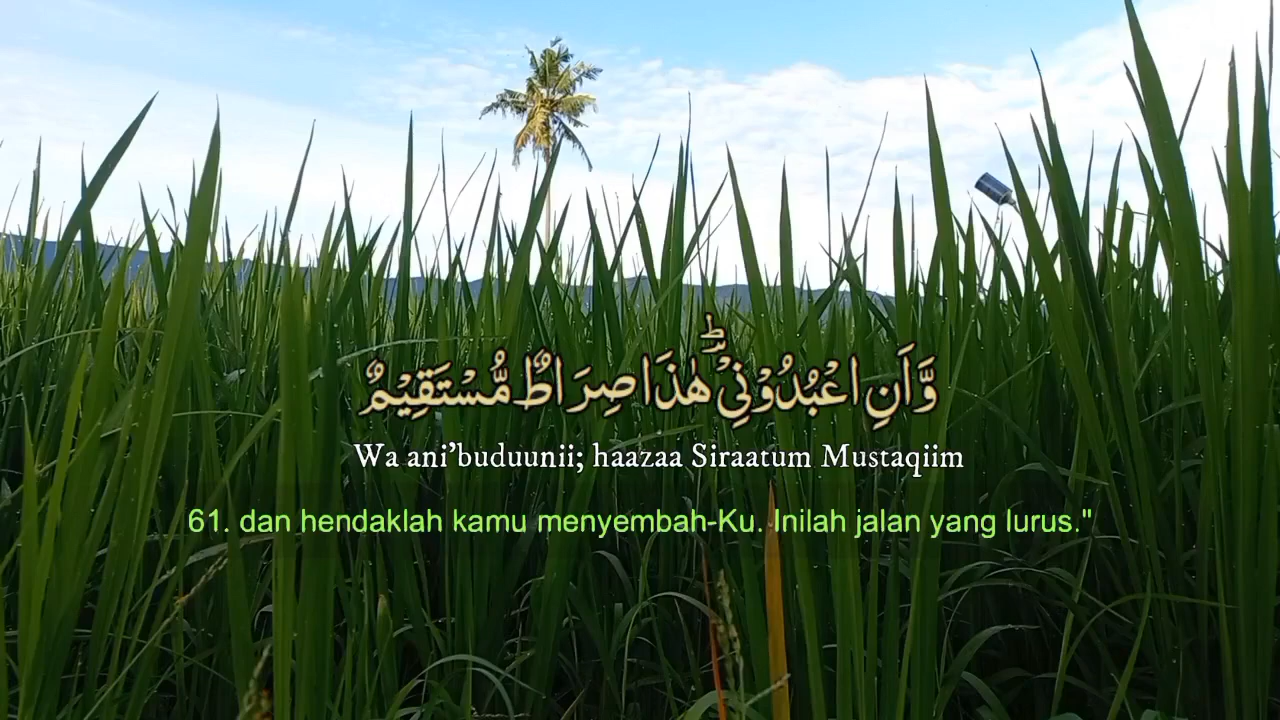 وَّاَنِ اعْبُدُوْنِيْ ۗهٰذَا صِرَاطٌ مُّسْتَقِيْمٌ
Wa ani'buduunii; haazaa Siraatum Mustaqiim
61. dan hendaklah kamu menyembah-Ku. Inilah jalan yang lurus."